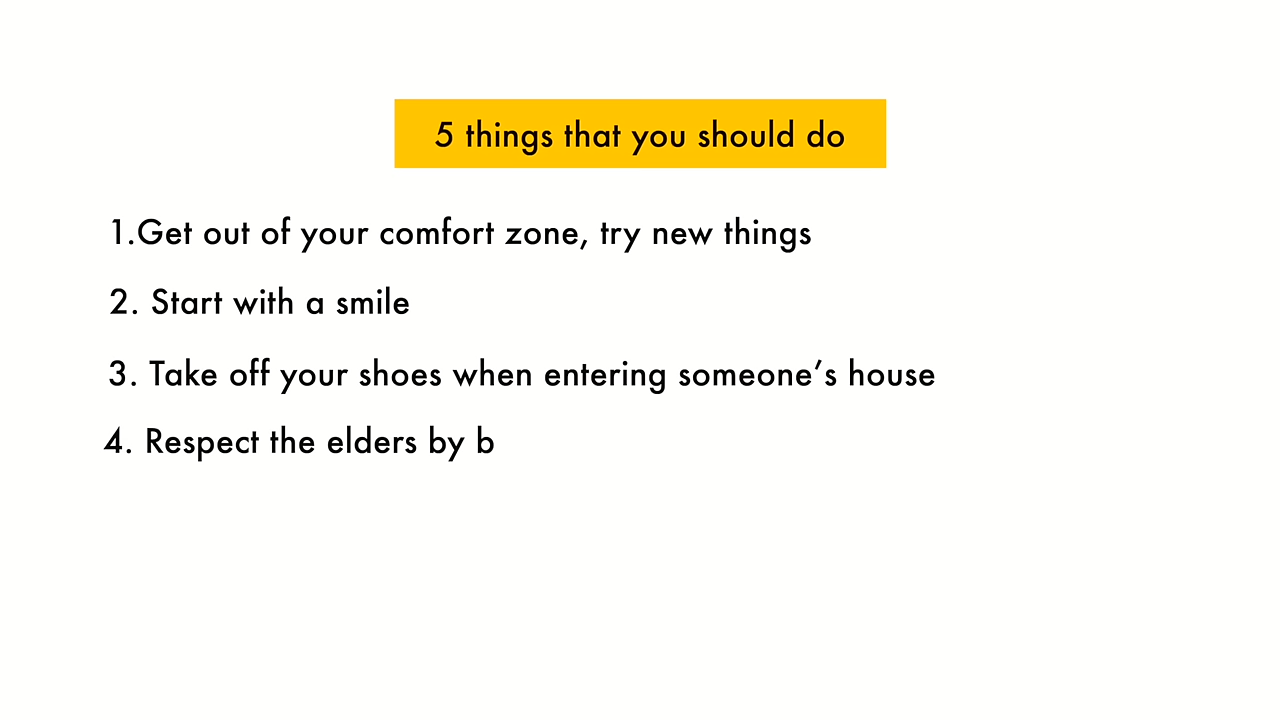 5 things that you should do
1.Get out of your comfort zone, try new things
2. Start with a smile
3. Take off your shoes when entering someone’s house
4. Respect the elders by b